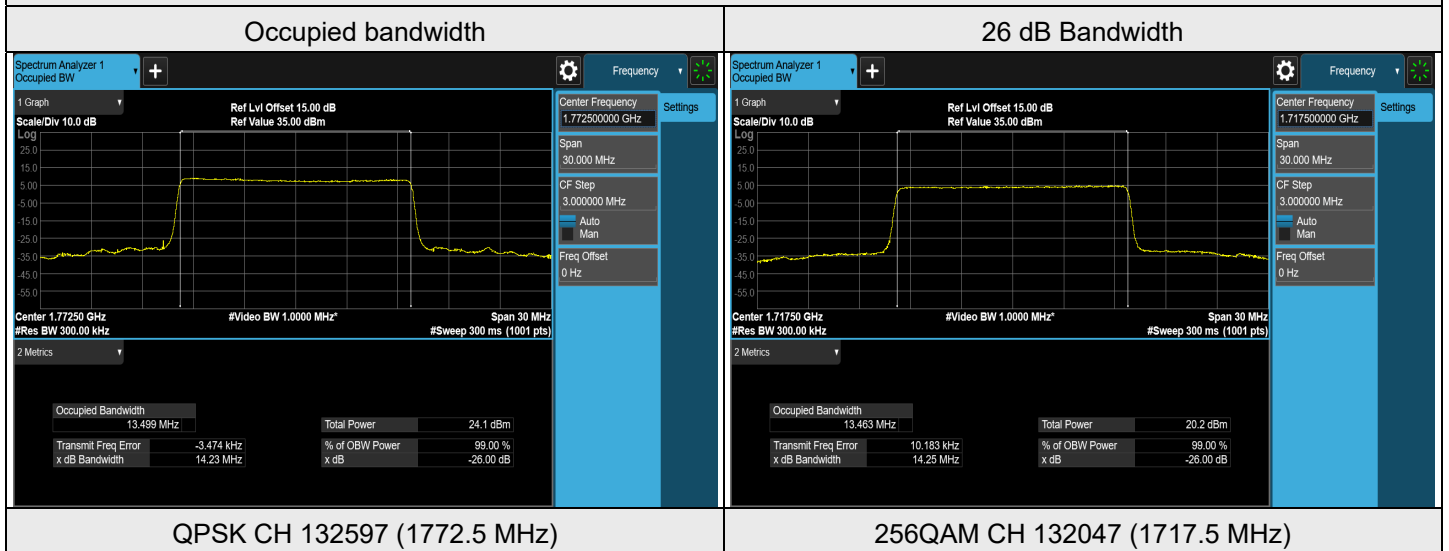 Occupied bandwidth
26 dB Bandwidth
Spectrum Analyzer 1
Occupied BW
+
Frequency
1 Graph
Scale/Div 10.0 dB
Ref Lvl Offset 15.00 dB
Ref Value 35.00 dBm
Log
25.0
15.0
5.00
-5.00
-15.0
-25.0
-35.0
-45.0
-55.0
Center 1.77250 GHz
#Video BW 1.0000 MHz*
Span 30 MHz
#Res BW 300.00 kHz
#Sweep 300 ms (1001 pts)
Center Frequency
1.772500000 GHz
Settings
Span
30.000 MHz
CF Step
3.000000 MHz
Auto
Man
Freq Offset
0 Hz
2 Metrics
Occupied Bandwidth
13.499 MHz
Total Power 24.1 dBm
Transmit Freq Error -3.474 kHz
% of OBW Power 99.00 %
x dB Bandwidth 14.23 MHz
x dB -26.00 dB
Spectrum Analyzer 1
Occupied BW
+
Frequency
1 Graph
Scale/Div 10.0 dB
Ref Lvl Offset 15.00 dB
Ref Value 35.00 dBm
Log
25.0
15.0
5.00
-5.00
-15.0
-25.0
-35.0
-45.0
-55.0
Center 1.71750 GHz
#Video BW 1.0000 MHz*
Span 30 MHz
#Res BW 300.00 kHz
#Sweep 300 ms (1001 pts)
Center Frequency
1.717500000 GHz
Settings
Span
30.000 MHz
CF Step
3.000000 MHz
Auto
Man
Freq Offset
0 Hz
2 Metrics
Occupied Bandwidth
13.463 MHz
Total Power 20.2 dBm
Transmit Freq Error 10.183 kHz
% of OBW Power 99.00 %
x dB Bandwidth 14.25 MHz
x dB -26.00 dB
QPSK CH 132597 (1772.5 MHz)
256QAM CH 132047 (1717.5 MHz)